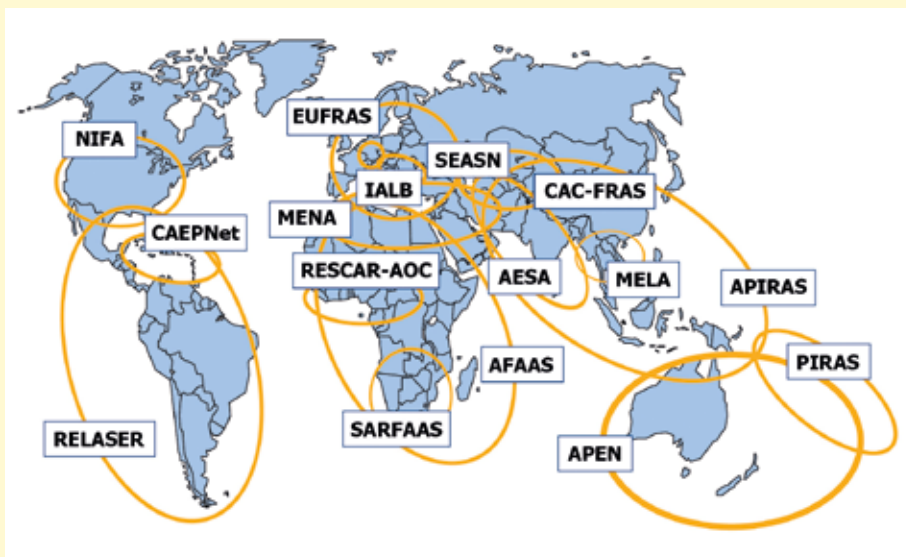 EUFRAS
NIFA
SEASN
IALB
CAC-FRAS
MENA
CAEPNet
RESCAR-AOC
AESA
MELA
APIRAS
AFAAS
PIRAS
SARFAAS
RELASER
APEN